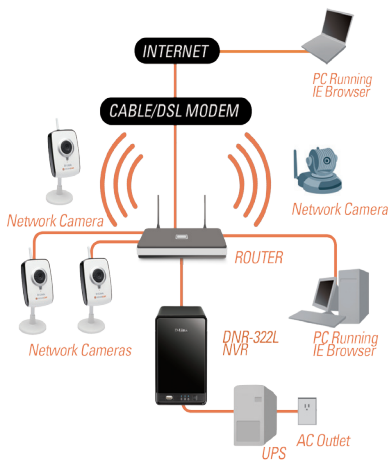 INTERNET
PC Running
IE Browser
CABLE/DSL MODEM
Network Camera
Network Camera
ROUTER
Network Cameras
DNR-322L
NVR
PC Running
IE Browser
D-Link
UPS
AC Outlet